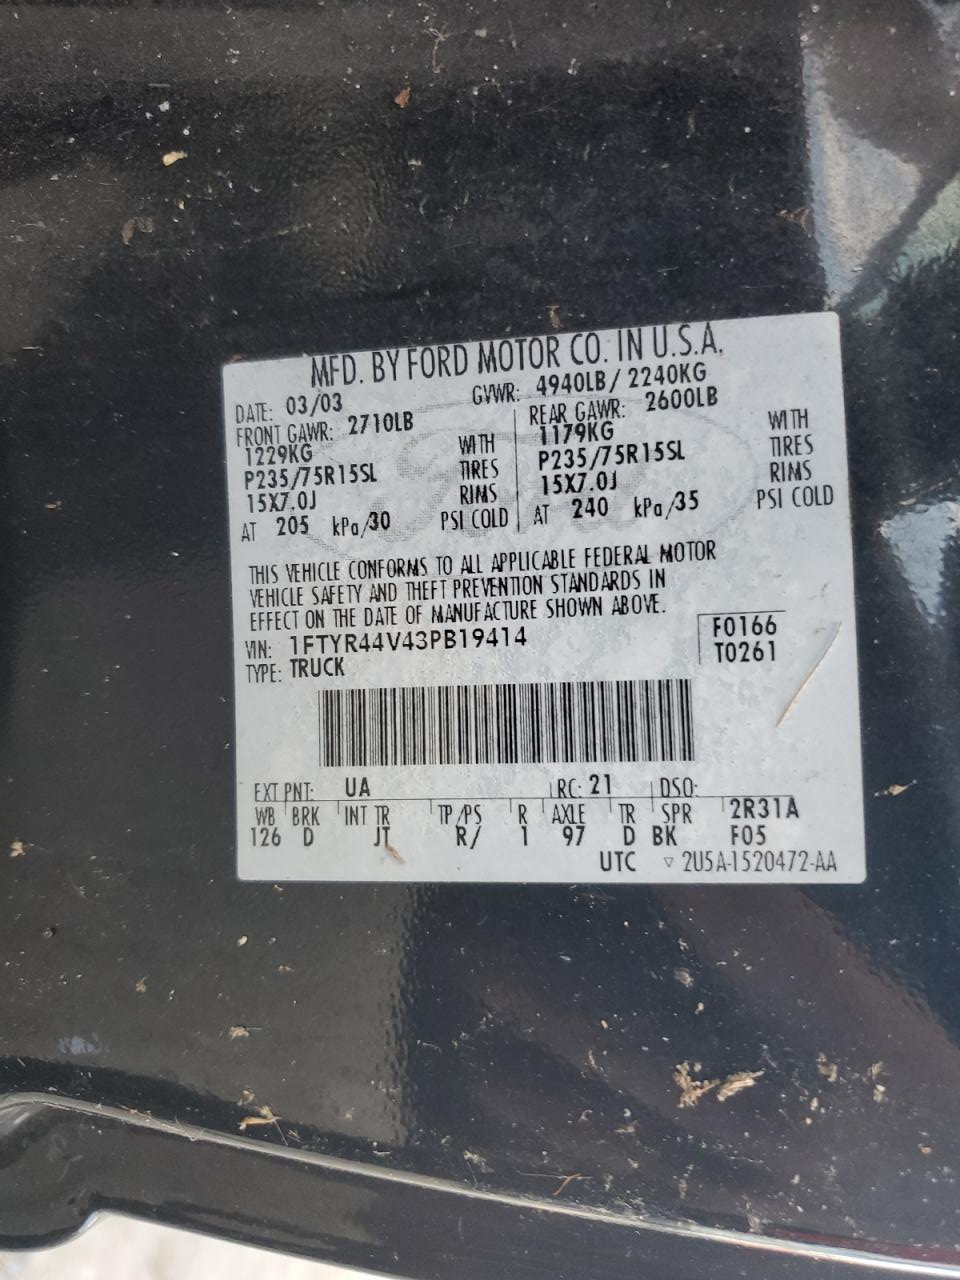 MFD. BY FORD MOTOR CO. IN U.S.A.
DATE: 03/03 GVWR: 4940LB / 2240KG
FRONT GAWR: 2710LB REAR GAWR: 2600LB
1229KG WITH 1179KG WITH
P235/75R15SL TIRES P235/75R15SL TIRES
15X7.0J RIMS 15X7.0J RIMS
AT 205 kPa/30 PSI COLD AT 240 kPa/35 PSI COLD
THIS VEHICLE CONFORMS TO ALL APPLICABLE FEDERAL MOTOR
VEHICLE SAFETY AND THEFT PREVENTION STANDARDS IN
EFFECT ON THE DATE OF MANUFACTURE SHOWN ABOVE.
VIN: 1FTYR44V43PB19414 F0166
TYPE: TRUCK T0261
EXT PNT: UA RC: 21 DSO:
WB BRK INT TR TP/PS R AXLE TR SPR 2R31A
126 D JT R/ 1 97 D BK F05
UTC ▽ 2U5A-1520472-AA